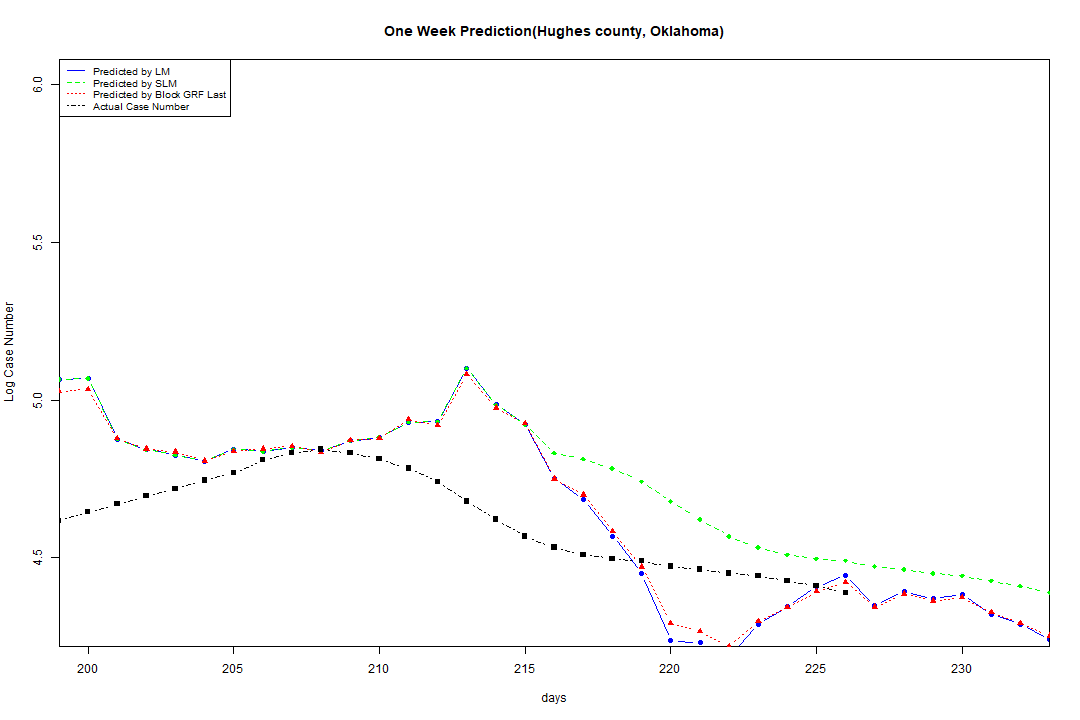 One Week Prediction(Hughes county, Oklahoma)
Predicted by LM
Predicted by SLM
Predicted by Block GRF Last
Actual Case Number
6.0
5.5
5.0
4.5
Log Case Number
200 205 210 215 220 225 230
days